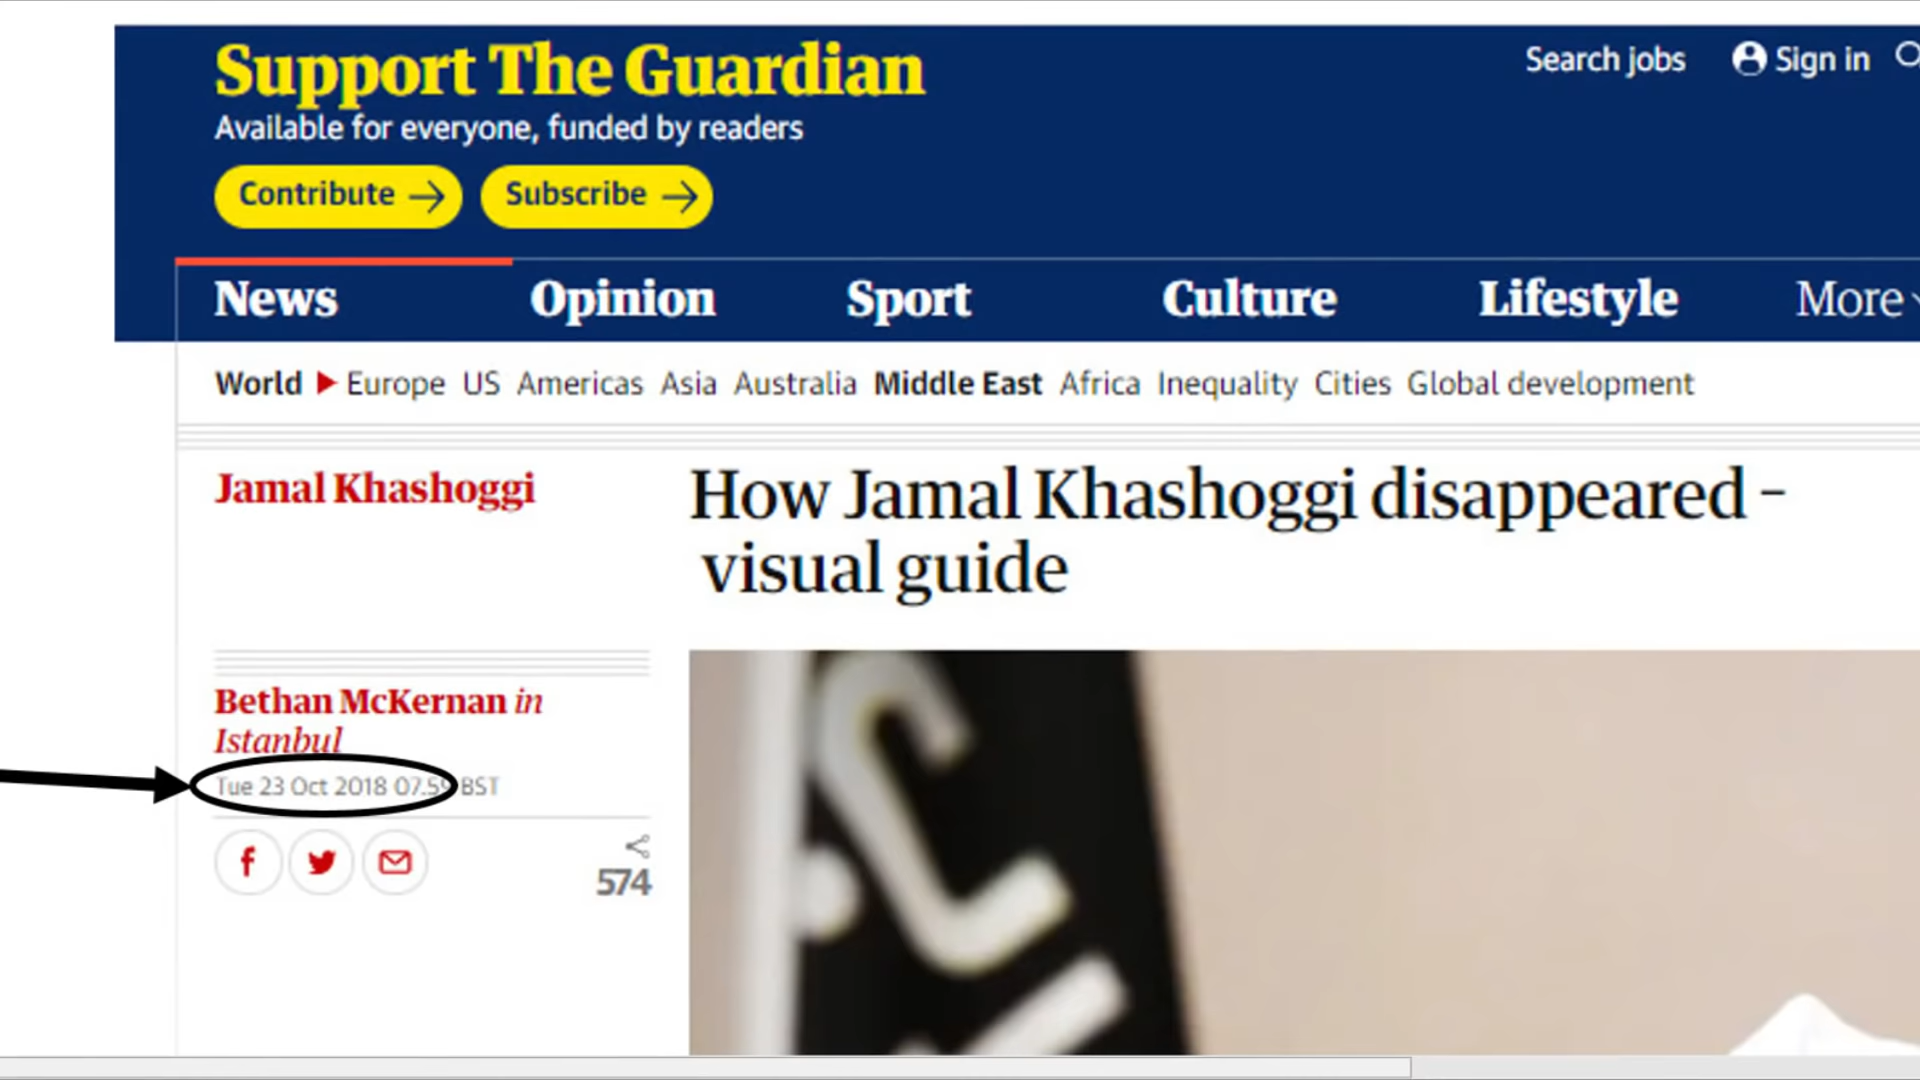 Support The Guardian
Available for everyone, funded by readers
Contribute
Subscribe
Search jobs
Sign in
News
Opinion
Sport
Culture
Lifestyle
More
World Europe US Americas Asia Australia Middle East Africa Inequality Cities Global development
Jamal Khashoggi
How Jamal Khashoggi disappeared –
visual guide
Bethan McKernan in
Istanbul
Tue 23 Oct 2018 07.59 BST
574